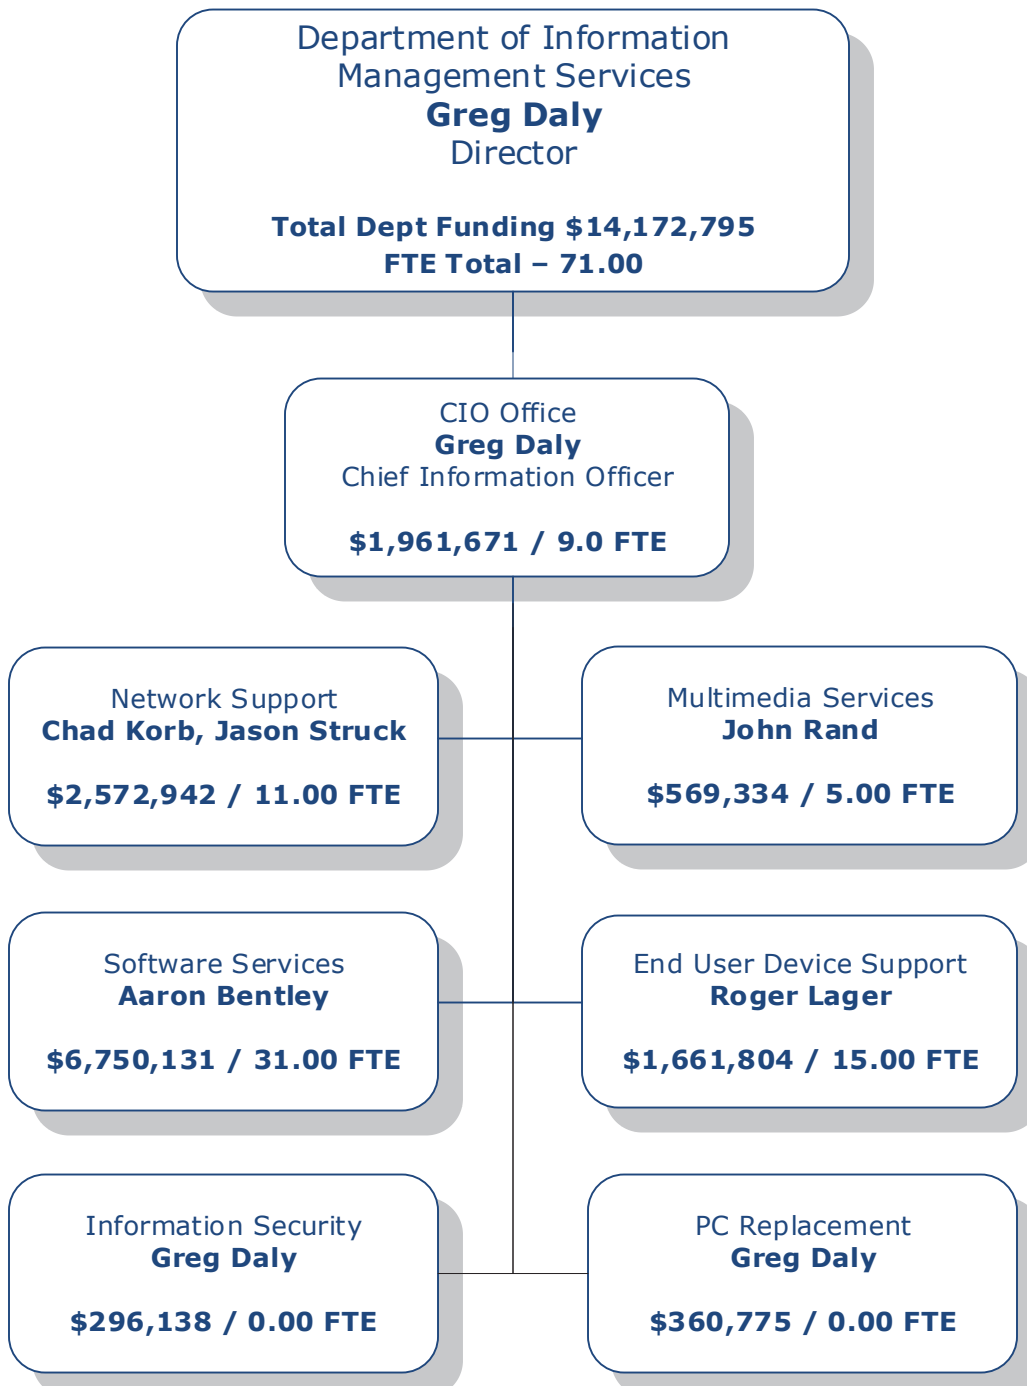 Department of Information
Management Services
Greg Daly
Director
Total Dept Funding $14,172,795
FTE Total – 71.00
CIO Office
Greg Daly
Chief Information Officer
$1,961,671 / 9.0 FTE
Network Support
Chad Korb, Jason Struck
$2,572,942 / 11.00 FTE
Multimedia Services
John Rand
$569,334 / 5.00 FTE
Software Services
Aaron Bentley
$6,750,131 / 31.00 FTE
End User Device Support
Roger Lager
$1,661,804 / 15.00 FTE
Information Security
Greg Daly
$296,138 / 0.00 FTE
PC Replacement
Greg Daly
$360,775 / 0.00 FTE